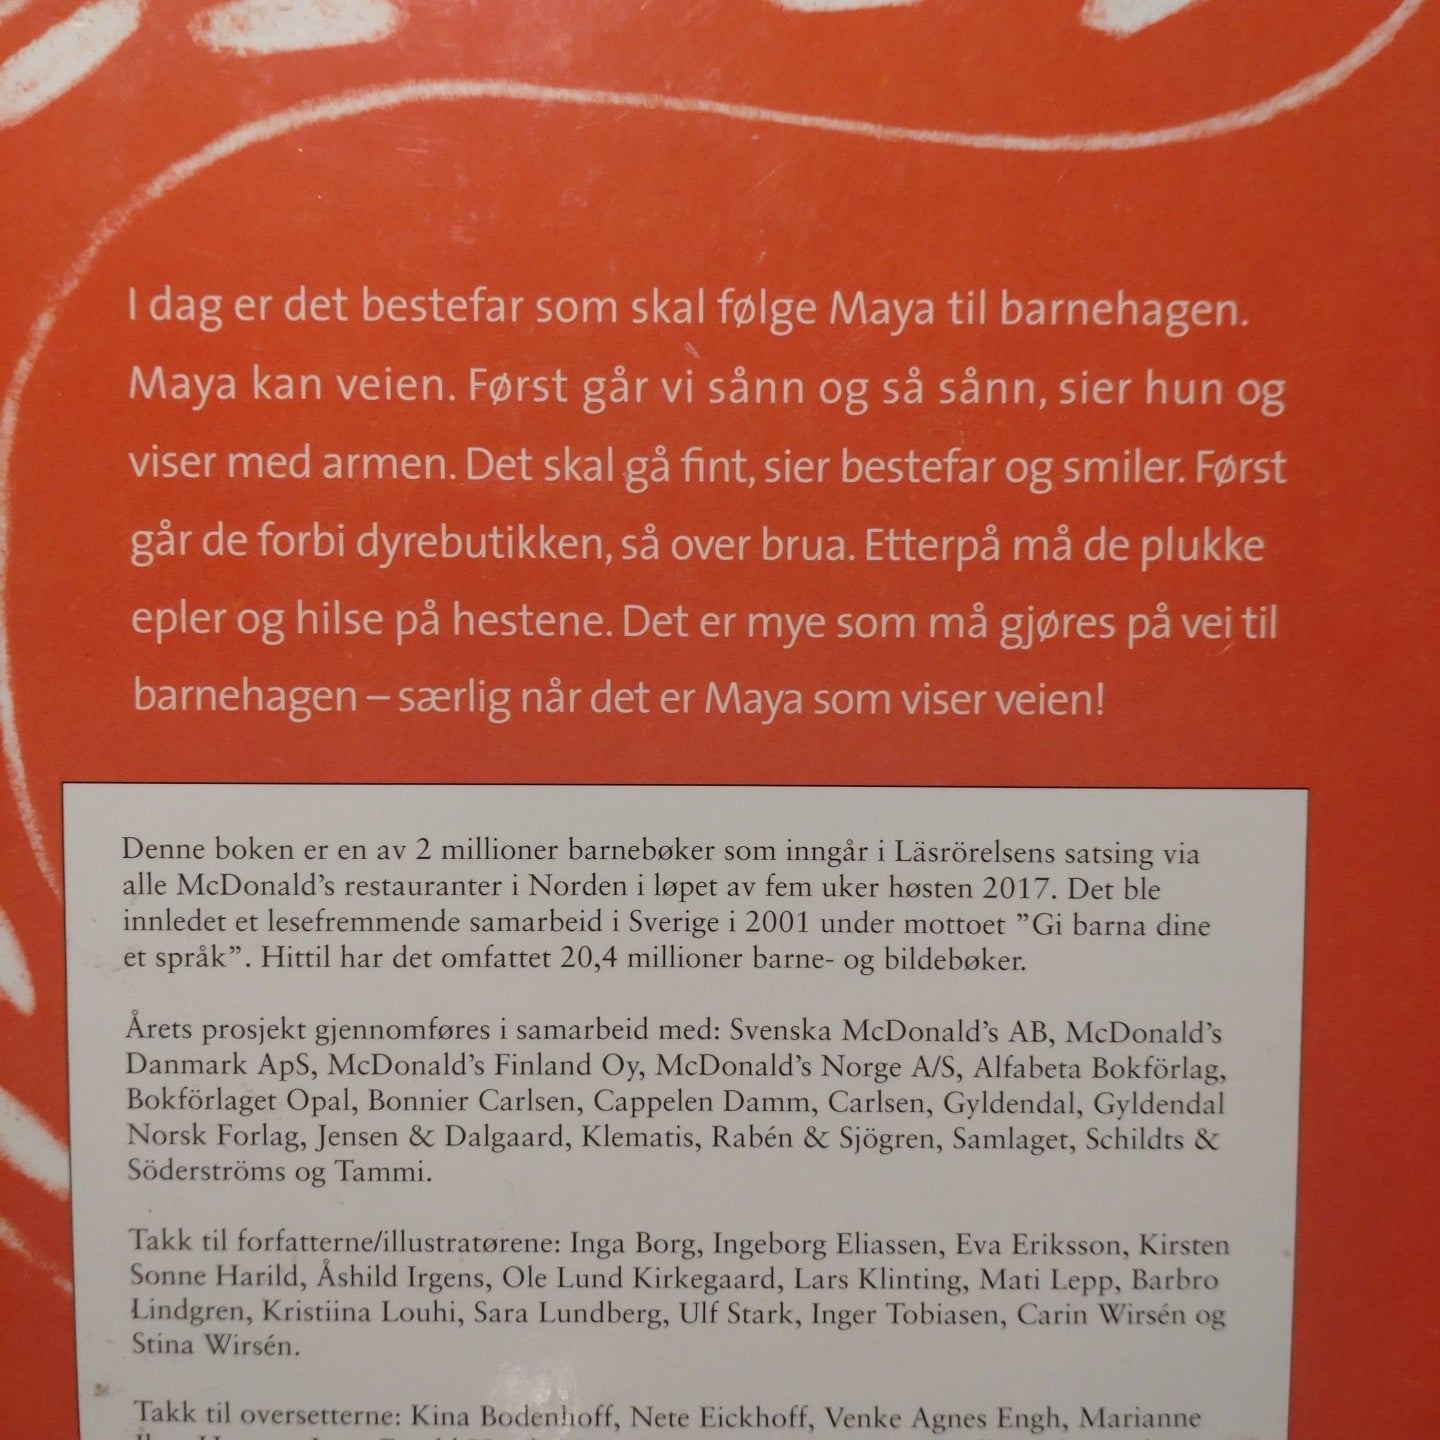 I dag er det bestefar som skal følge Maya til barnehagen.
Maya kan veien. Først går vi sånn og så sånn, sier hun og
viser med armen. Det skal gå fint, sier bestefar og smiler. Først
går de forbi dyrebutikken, så over brua. Etterpå må de plukke
epler og hilse på hestene. Det er mye som må gjøres på vei til
barnehagen – særlig når det er Maya som viser veien!
Denne boken er en av 2 millioner barnebøker som inngår i Läsrörelsens satsing via
alle McDonald’s restauranter i Norden i løpet av fem uker høsten 2017. Det ble
innledet et lesefremmende samarbeid i Sverige i 2001 under mottoet ”Gi barna dine
et språk”. Hittil har det omfattet 20,4 millioner barne- og bildebøker.
Årets prosjekt gjennomføres i samarbeid med: Svenska McDonald’s AB, McDonald’s
Danmark ApS, McDonald’s Finland Oy, McDonald’s Norge A/S, Alfabeta Bokförlag,
Bokförlaget Opal, Bonnier Carlsen, Cappelen Damm, Carlsen, Gyldendal, Gyldendal
Norsk Forlag, Jensen & Dalgaard, Klematis, Rabén & Sjögren, Samlaget, Schildts &
Söderströms og Tammi.
Takk til forfatterne/illustratørene: Inga Borg, Ingeborg Eliassen, Eva Eriksson, Kirsten
Sonne Harild, Åshild Irgens, Ole Lund Kirkegaard, Lars Klinting, Mati Lepp, Barbro
Lindgren, Kristiina Louhi, Sara Lundberg, Ulf Stark, Inger Tobiasen, Carin Wirsén og
Stina Wirsén.
Takk til oversetterne: Kina Bodenhoff, Nete Eickhoff, Venke Agnes Engh, Marianne